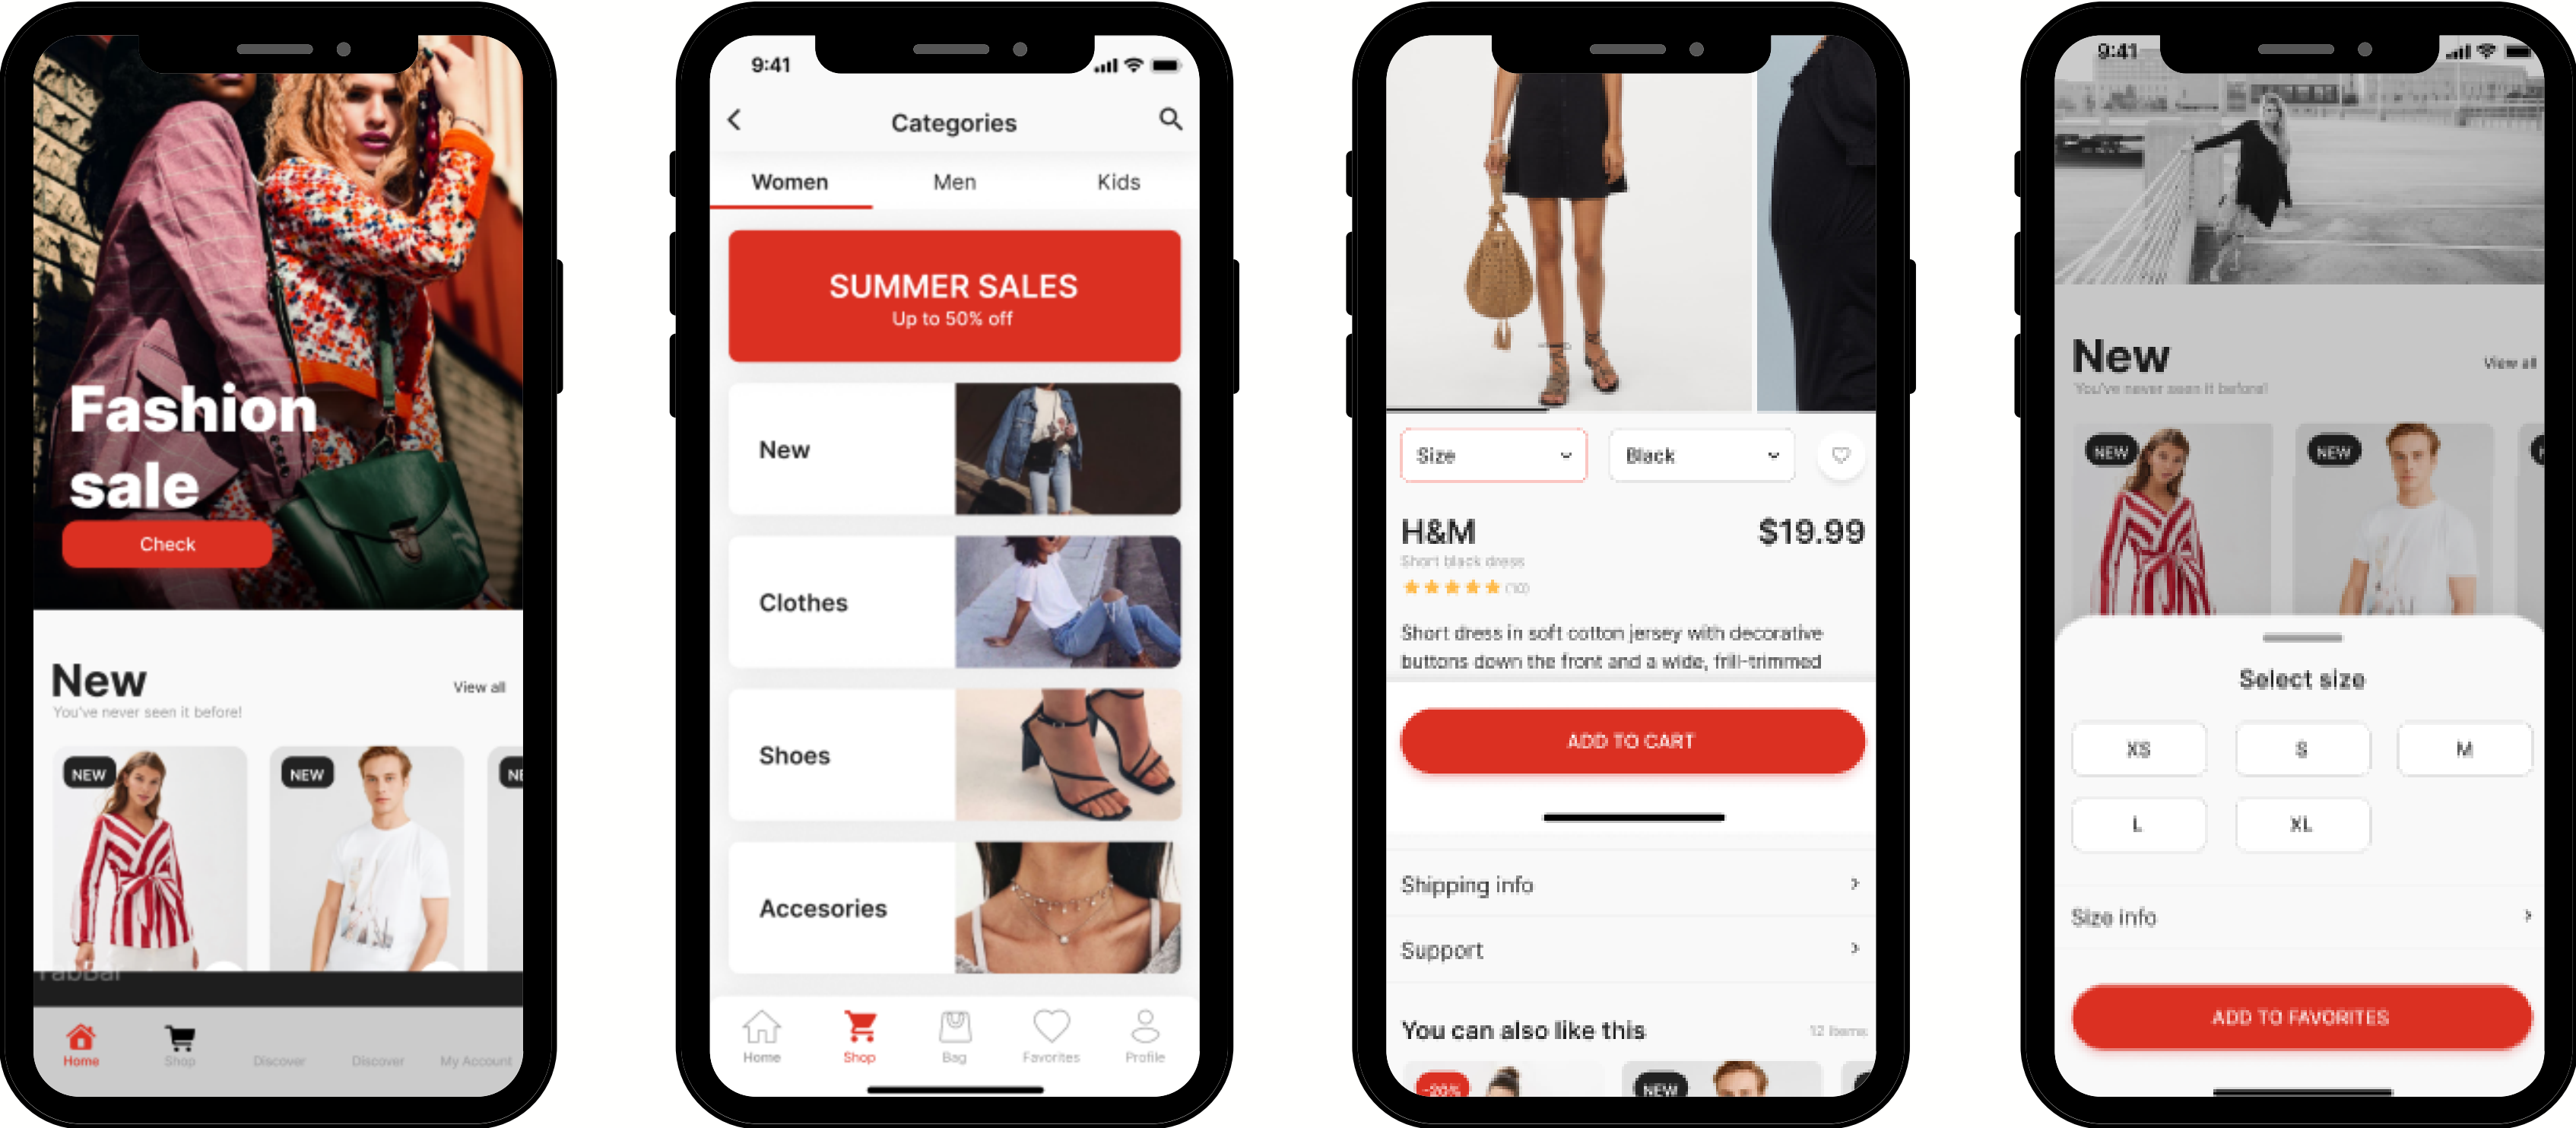 Fashion
sale
Check
New
View all
You've never seen it before!
NEW
NEW
TabBar
Home
Shop
Discover
Discover
My Account
9:41
Categories
Women
Men
Kids
SUMMER SALES
Up to 50% off
New
Clothes
Shoes
Accesories
Home
Shop
Bag
Favorites
Profile
Size
Black
H&M
$19.99
Short black dress
(10)
Short dress in soft cotton jersey with decorative
buttons down the front and a wide, frill-trimmed
ADD TO CART
Shipping info
Support
You can also like this
12 items
-20%
NEW
9:41
New
View all
You've never seen it before!
NEW
NEW
Select size
XS
S
M
L
XL
Size info
ADD TO FAVORITES